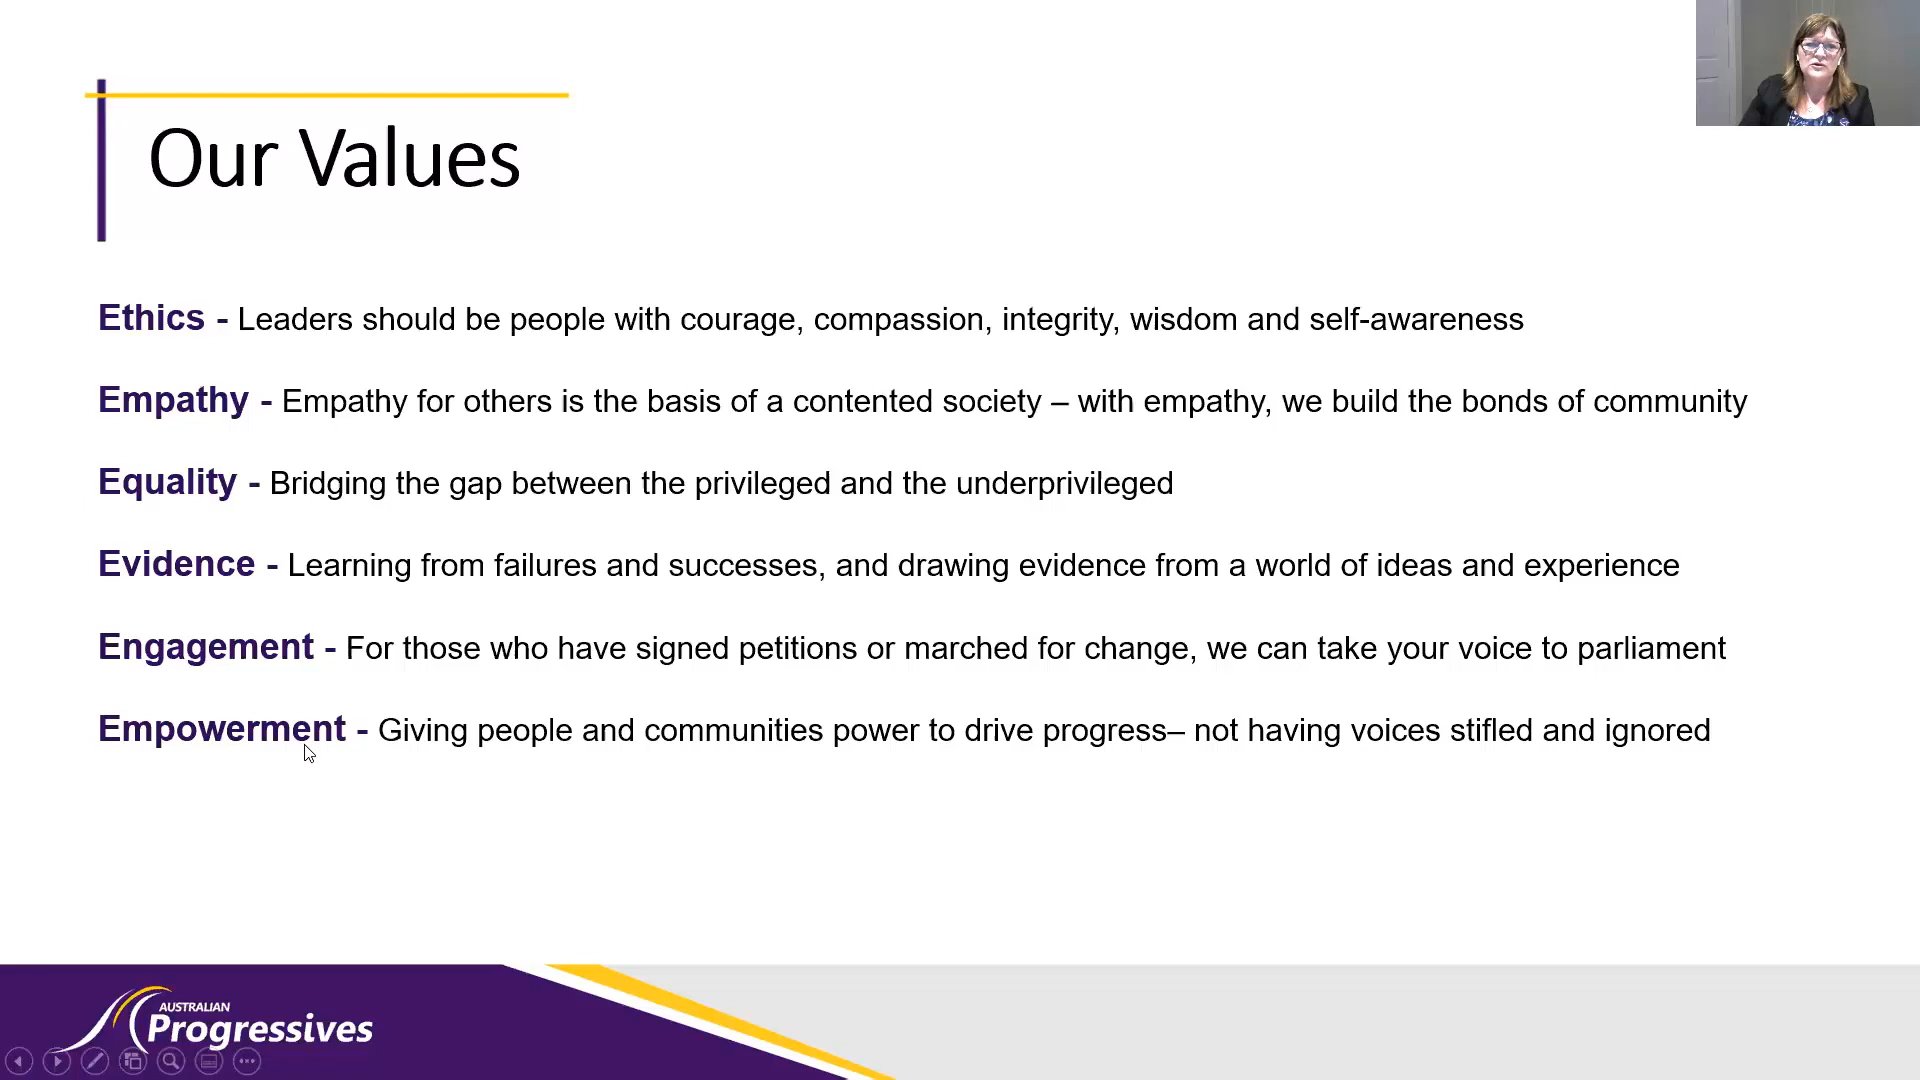 Our Values
Ethics - Leaders should be people with courage, compassion, integrity, wisdom and self-awareness
Empathy - Empathy for others is the basis of a contented society – with empathy, we build the bonds of community
Equality - Bridging the gap between the privileged and the underprivileged
Evidence - Learning from failures and successes, and drawing evidence from a world of ideas and experience
Engagement - For those who have signed petitions or marched for change, we can take your voice to parliament
Empowerment - Giving people and communities power to drive progress– not having voices stifled and ignored
AUSTRALIAN
Progressives